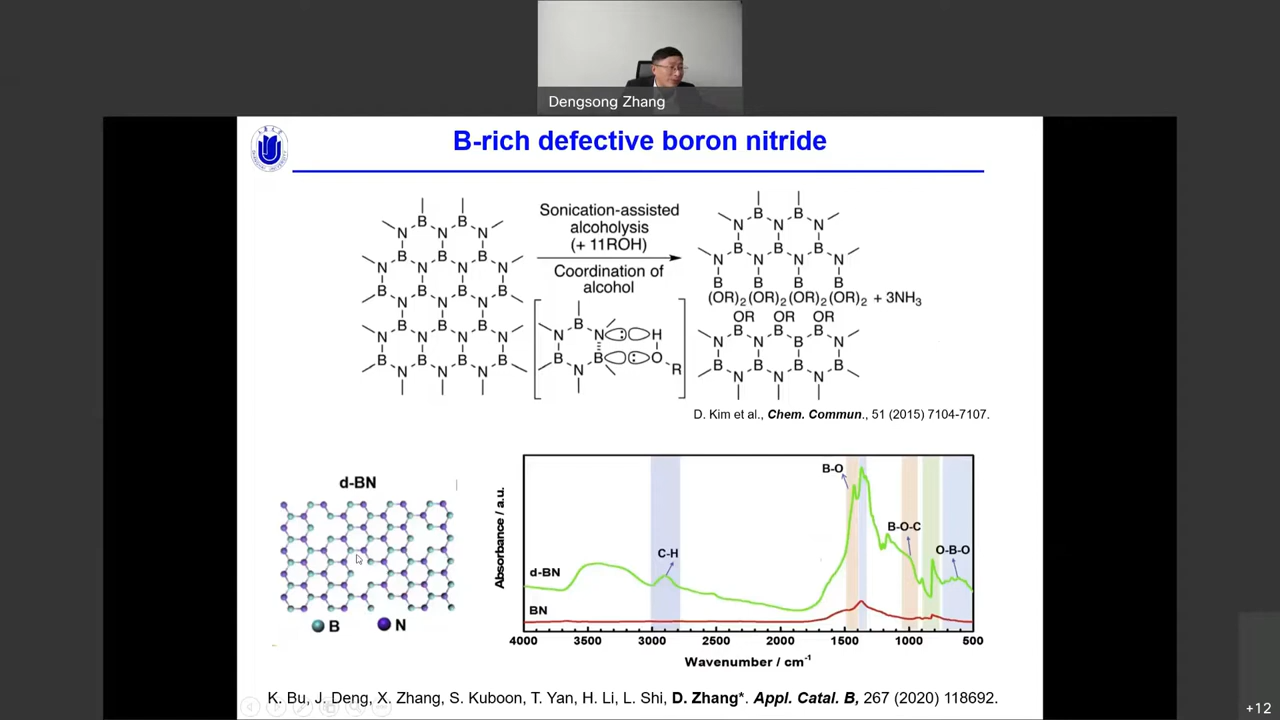 Dengsong Zhang
B-rich defective boron nitride
Sonication-assisted
alcoholysis
(+ 11ROH)
Coordination of
alcohol
B B
N N N
B B B
N N N N
B B B B
N N N
B B B
N N N N
B B B B
N N N
B
N N H
B B O
N R
B B
N N N
B B B
N N N N
B B B B
(OR)2 (OR)2 (OR)2 (OR)2 + 3NH3
OR OR OR
B B B
N N B N
B N B B
N N N
D. Kim et al., Chem. Commun., 51 (2015) 7104-7107.
d-BN
B N
Absorbance / a.u.
B-O
B-O-C
C-H
O-B-O
d-BN
BN
4000 3500 3000 2500 2000 1500 1000 500
Wavenumber / cm-1
K. Bu, J. Deng, X. Zhang, S. Kuboon, T. Yan, H. Li, L. Shi, D. Zhang*. Appl. Catal. B, 267 (2020) 118692.
+12